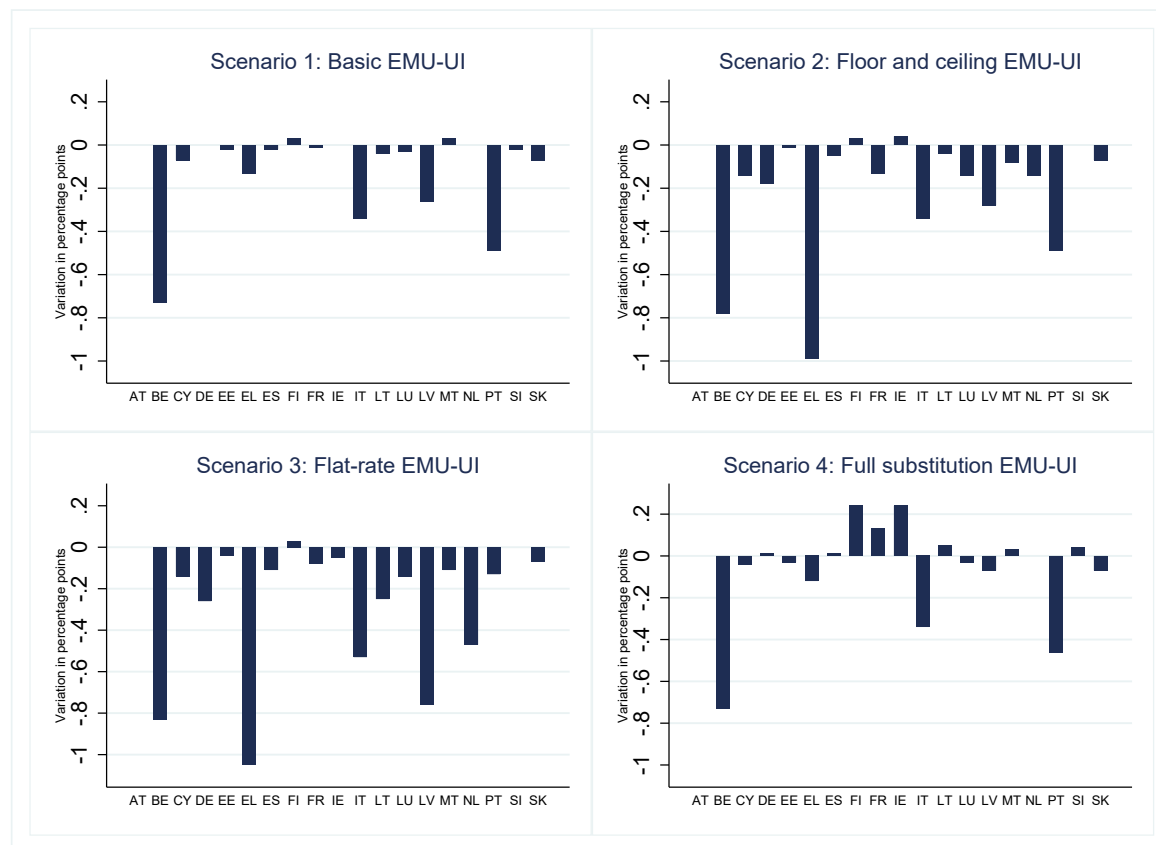 Scenario 1: Basic EMU-UI
Variation in percentage points
.2
0
-.2
-.4
-.6
-.8
-1
AT BE CY DE EE EL ES FI FR IE IT LT LU LV MT NL PT SI SK
Scenario 2: Floor and ceiling EMU-UI
Variation in percentage points
.2
0
-.2
-.4
-.6
-.8
-1
AT BE CY DE EE EL ES FI FR IE IT LT LU LV MT NL PT SI SK
Scenario 3: Flat-rate EMU-UI
Variation in percentage points
.2
0
-.2
-.4
-.6
-.8
-1
AT BE CY DE EE EL ES FI FR IE IT LT LU LV MT NL PT SI SK
Scenario 4: Full substitution EMU-UI
Variation in percentage points
.2
0
-.2
-.4
-.6
-.8
-1
AT BE CY DE EE EL ES FI FR IE IT LT LU LV MT NL PT SI SK